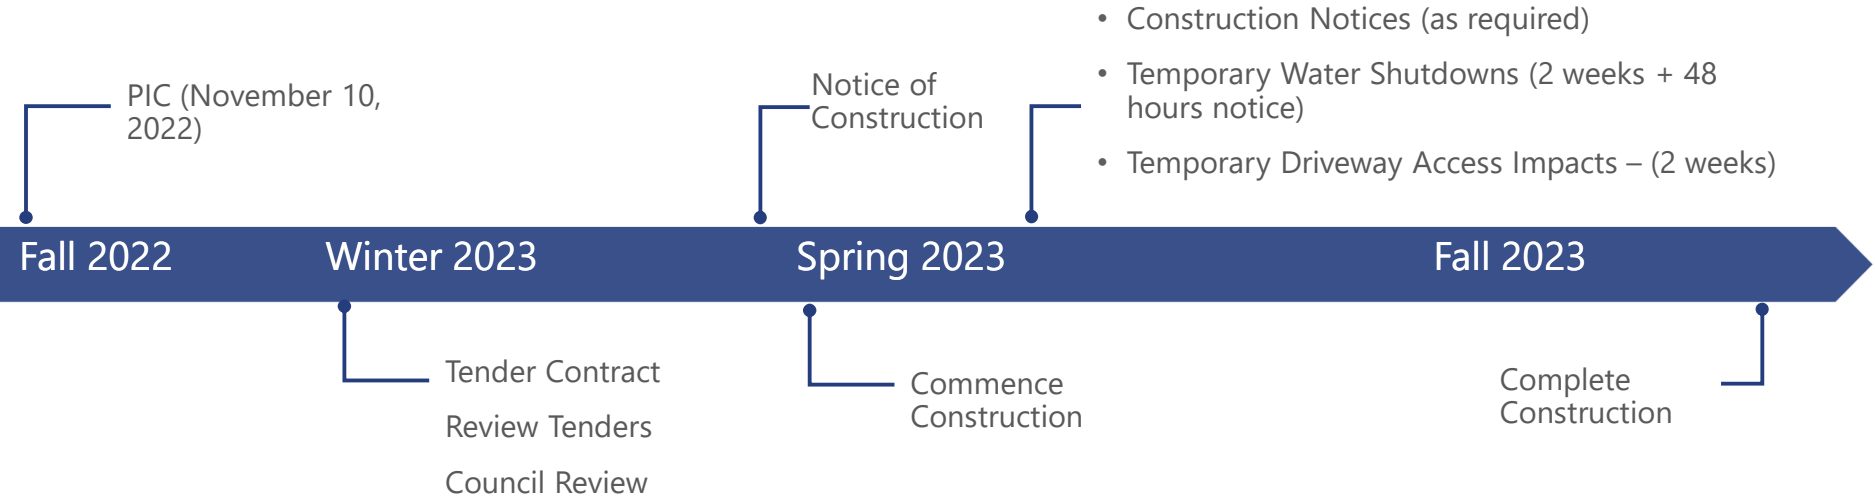 • Construction Notices (as required)
• Temporary Water Shutdowns (2 weeks + 48
hours notice)
• Temporary Driveway Access Impacts – (2 weeks)
PIC (November 10,
2022)
Notice of
Construction
Fall 2022
Winter 2023
Spring 2023
Fall 2023
Tender Contract
Review Tenders
Council Review
Commence
Construction
Complete
Construction